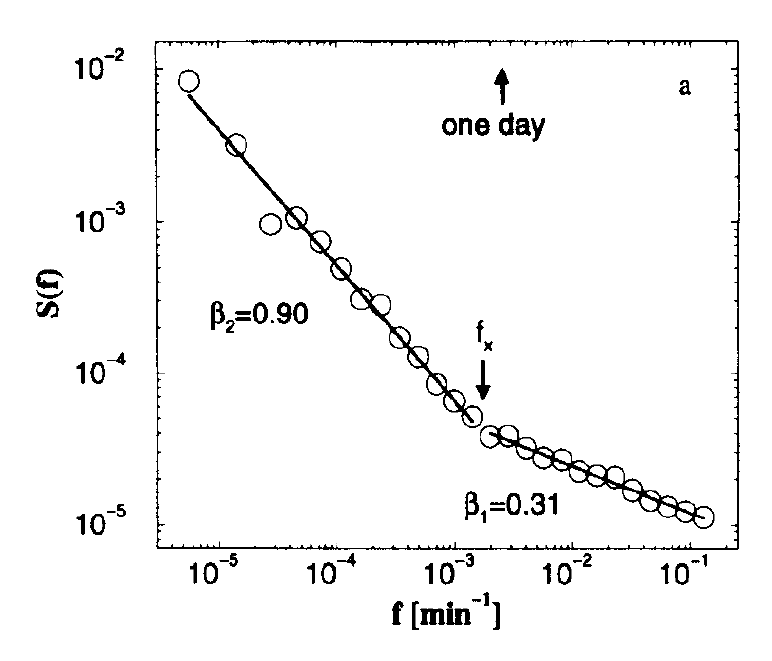 10⁻²
a
one day
10⁻³
S(f)
β₂=0.90
fₓ
10⁻⁴
β₁=0.31
10⁻⁵
10⁻⁵ 10⁻⁴ 10⁻³ 10⁻² 10⁻¹
f [min⁻¹]